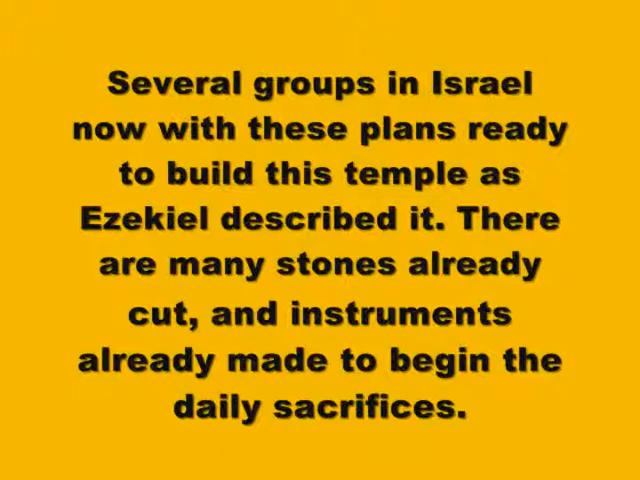 Several groups in Israel
now with these plans ready
to build this temple as
Ezekiel described it. There
are many stones already
cut, and instruments
already made to begin the
daily sacrifices.